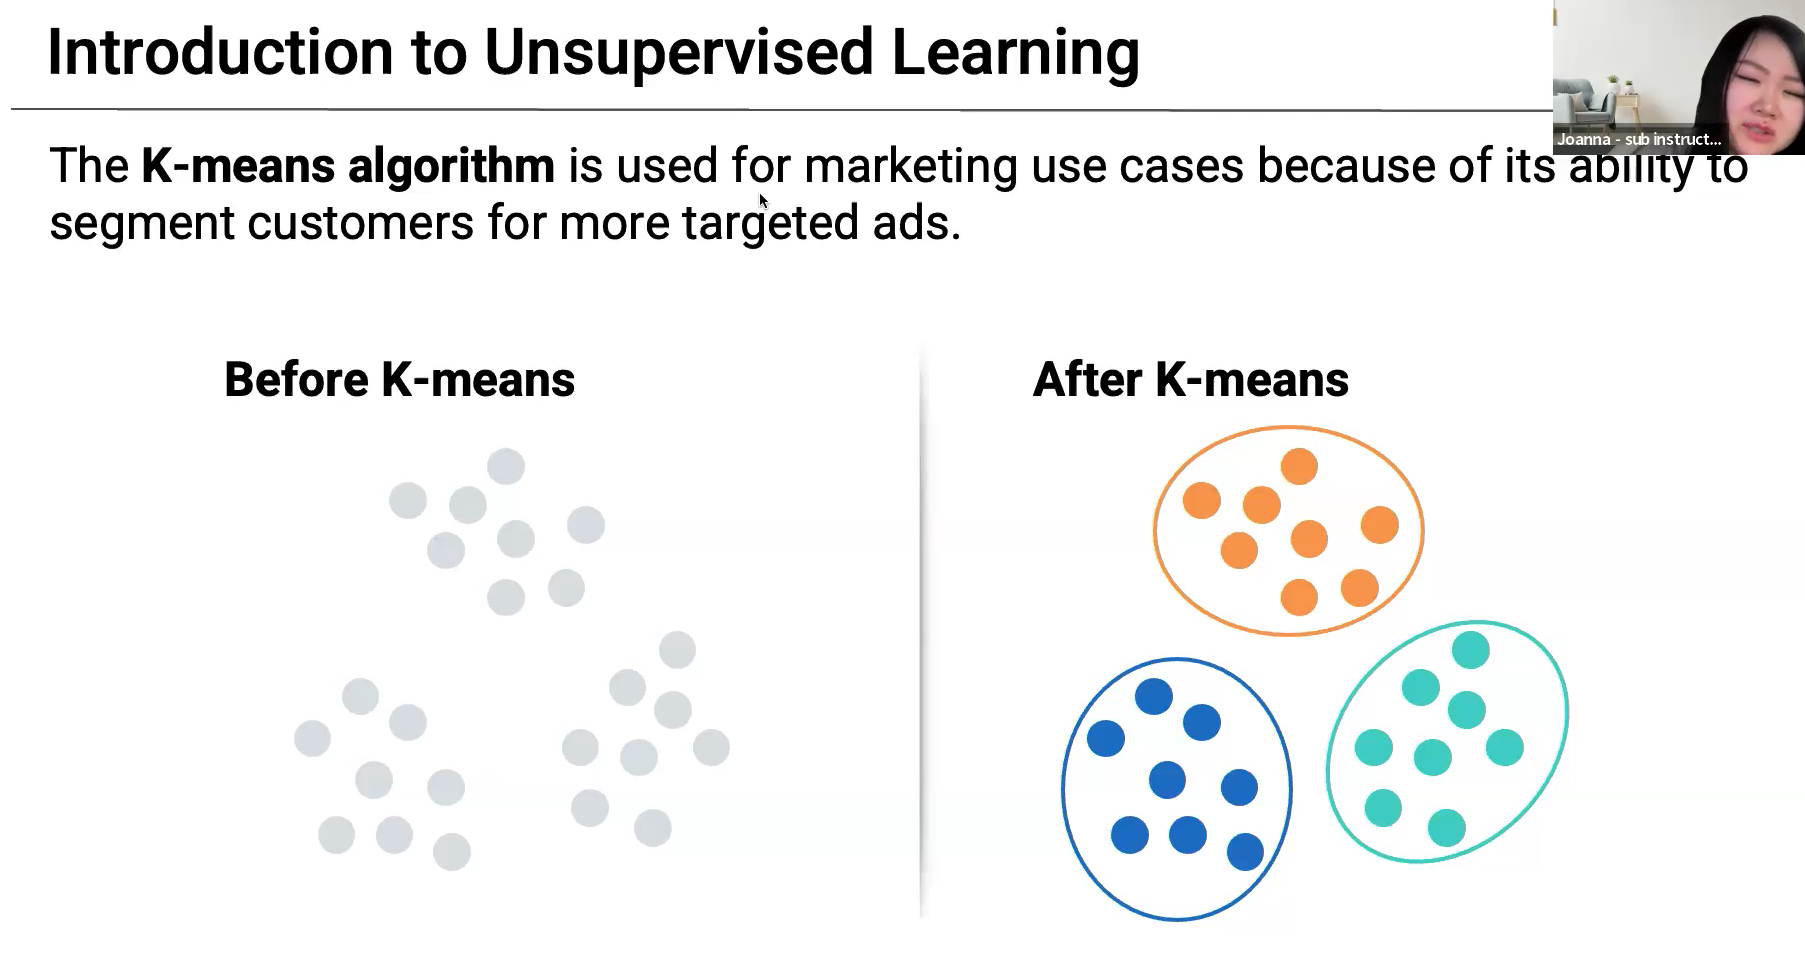 Introduction to Unsupervised Learning
Joanna - sub instruct...
The K-means algorithm is used for marketing use cases because of its ability to
segment customers for more targeted ads.
Before K-means
After K-means